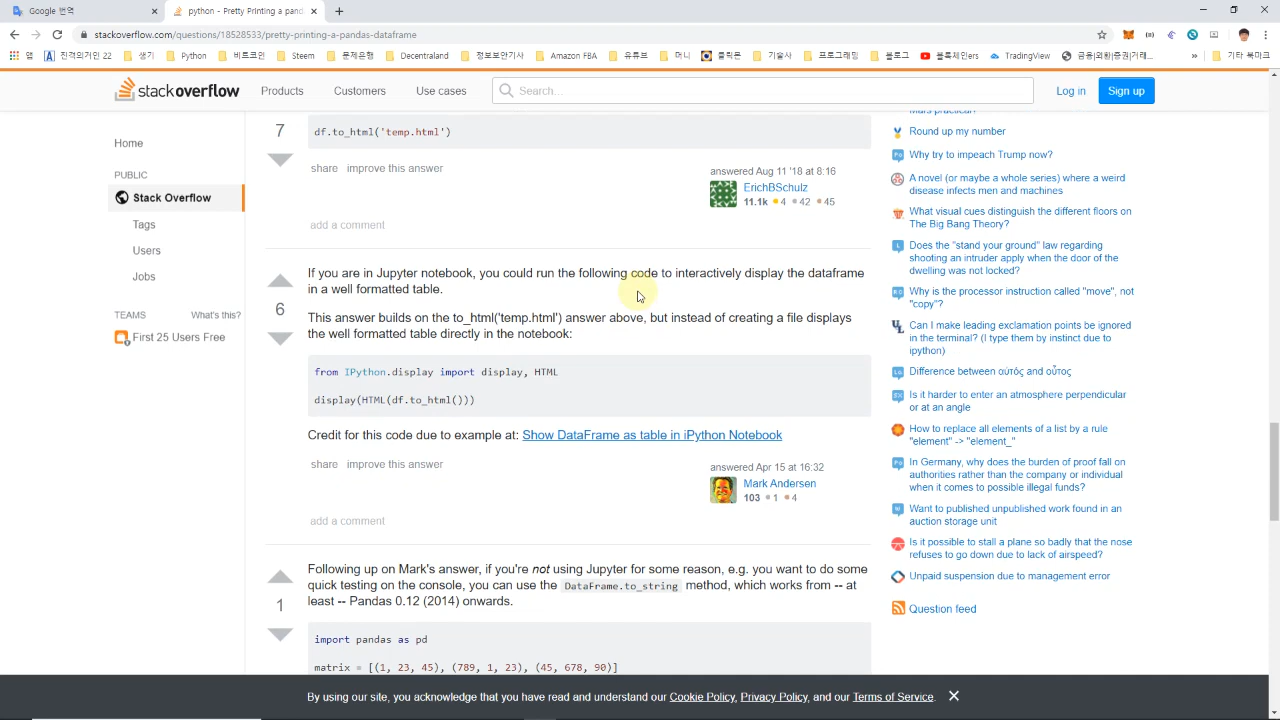 Google 번역
python - Pretty Printing a pand
stackoverflow.com/questions/18528533/pretty-printing-a-pandas-dataframe
앱
진격의거인 22
생기
Python
비트코인
Steem
문제은행
Decentraland
정보보안기사
Amazon FBA
유튜브
머니
클릭몬
기술사
프로그래밍
블로그
블록체인ers
TradingView
금융|외환|증권|거래...
»
기타 북마크
stackoverflow
Products
Customers
Use cases
Search...
Log in
Sign up
Home
PUBLIC
Stack Overflow
Tags
Users
Jobs
TEAMS
What's this?
First 25 Users Free
7
df.to_html('temp.html')
share improve this answer
answered Aug 11 '18 at 8:16
ErichBSchulz
11.1k 4 42 45
add a comment
If you are in Jupyter notebook, you could run the following code to interactively display the dataframe
in a well formatted table.
6
This answer builds on the to_html('temp.html') answer above, but instead of creating a file displays
the well formatted table directly in the notebook:
from IPython.display import display, HTML
display(HTML(df.to_html()))
Credit for this code due to example at: Show DataFrame as table in iPython Notebook
share improve this answer
answered Apr 15 at 16:32
Mark Andersen
103 1 4
add a comment
Following up on Mark's answer, if you're not using Jupyter for some reason, e.g. you want to do some
quick testing on the console, you can use the DataFrame.to_string method, which works from -- at
least -- Pandas 0.12 (2014) onwards.
1
import pandas as pd
matrix = [(1, 23, 45), (789, 1, 23), (45, 678, 90)]
Mars practical?
Round up my number
Why try to impeach Trump now?
A novel (or maybe a whole series) where a weird
disease infects men and machines
What visual cues distinguish the different floors on
The Big Bang Theory?
Does the "stand your ground" law regarding
shooting an intruder apply when the door of the
dwelling was not locked?
Why is the processor instruction called "move", not
"copy"?
Can I make leading exclamation points be ignored
in the terminal? (I type them by instinct due to
ipython)
Difference between αὐτός and οὗτος
Is it harder to enter an atmosphere perpendicular
or at an angle
How to replace all elements of a list by a rule
"element" -> "element_"
In Germany, why does the burden of proof fall on
authorities rather than the company or individual
when it comes to possible illegal funds?
Want to published unpublished work found in an
auction storage unit
Is it possible to stall a plane so badly that the nose
refuses to go down due to lack of airspeed?
Unpaid suspension due to management error
Question feed
By using our site, you acknowledge that you have read and understand our Cookie Policy, Privacy Policy, and our Terms of Service.